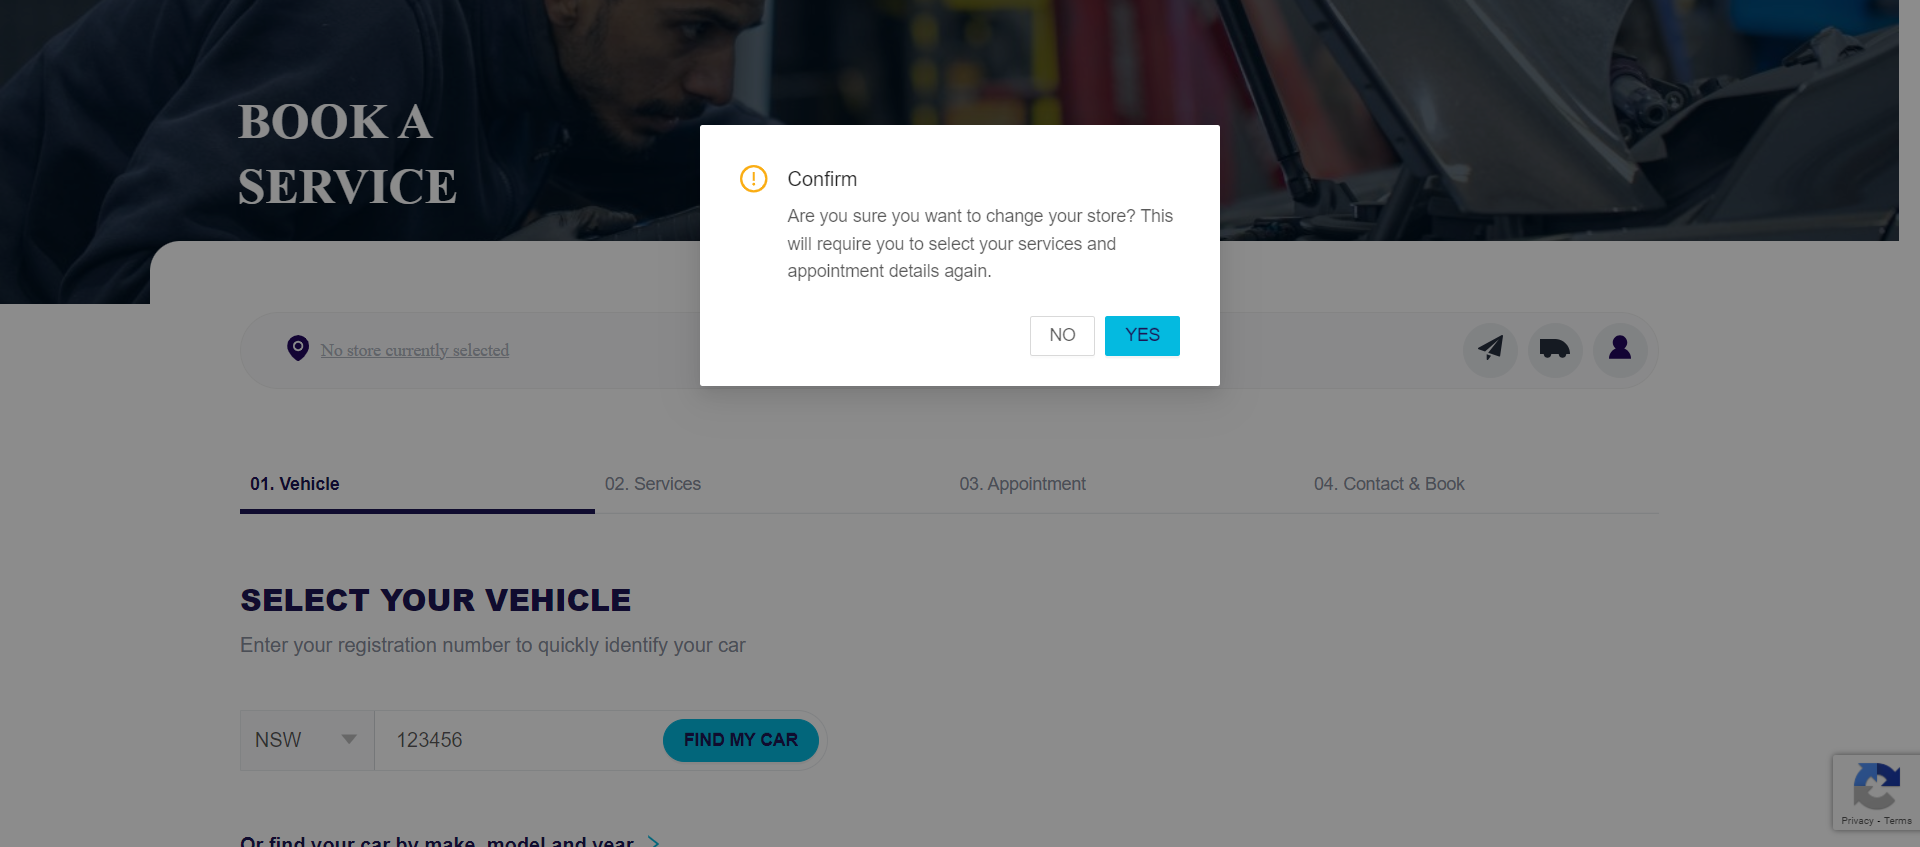 BOOK A
SERVICE
Confirm
Are you sure you want to change your store? This
will require you to select your services and
appointment details again.
NO
YES
No store currently selected
01. Vehicle
02. Services
03. Appointment
04. Contact & Book
SELECT YOUR VEHICLE
Enter your registration number to quickly identify your car
NSW
123456
FIND MY CAR
Or find your car by make, model and year
Privacy - Terms